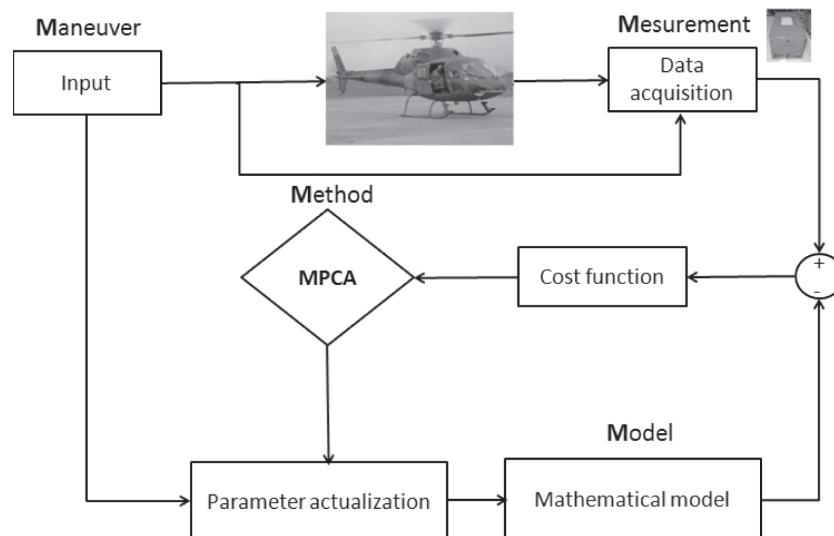 Maneuver
Mesurement
Input
Data
acquisition
Method
MPCA
Cost function
+
-
Model
Parameter actualization
Mathematical model